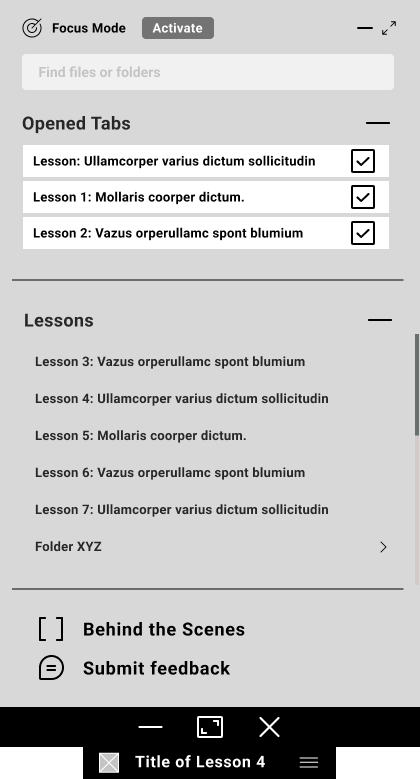 Focus Mode Activate
Find files or folders
Opened Tabs
Lesson: Ullamcorper varius dictum sollicitudin
Lesson 1: Mollaris coorper dictum.
Lesson 2: Vazus orperullamc spont blumium
Lessons
Lesson 3: Vazus orperullamc spont blumium
Lesson 4: Ullamcorper varius dictum sollicitudin
Lesson 5: Mollaris coorper dictum.
Lesson 6: Vazus orperullamc spont blumium
Lesson 7: Ullamcorper varius dictum sollicitudin
Folder XYZ
Behind the Scenes
Submit feedback
Title of Lesson 4